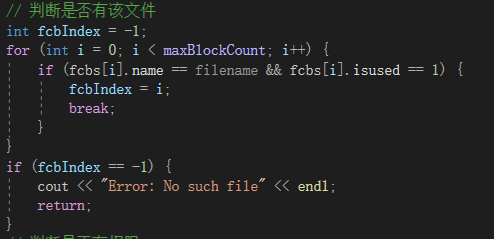 // 判断是否有该文件
int fcbIndex = -1;
for (int i = 0; i < maxBlockCount; i++) {
if (fcbs[i].name == filename && fcbs[i].isused == 1) {
fcbIndex = i;
break;
}
}
if (fcbIndex == -1) {
cout << "Error: No such file" << endl;
return;
}